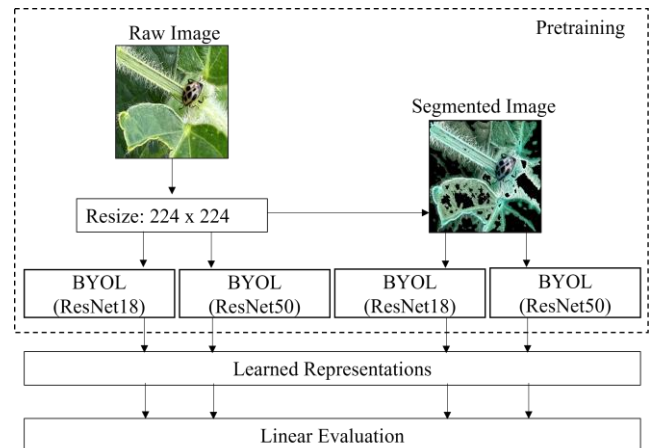 Pretraining
Raw Image
Segmented Image
Resize: 224 x 224
BYOL
(ResNet18)
BYOL
(ResNet50)
BYOL
(ResNet18)
BYOL
(ResNet50)
Learned Representations
Linear Evaluation